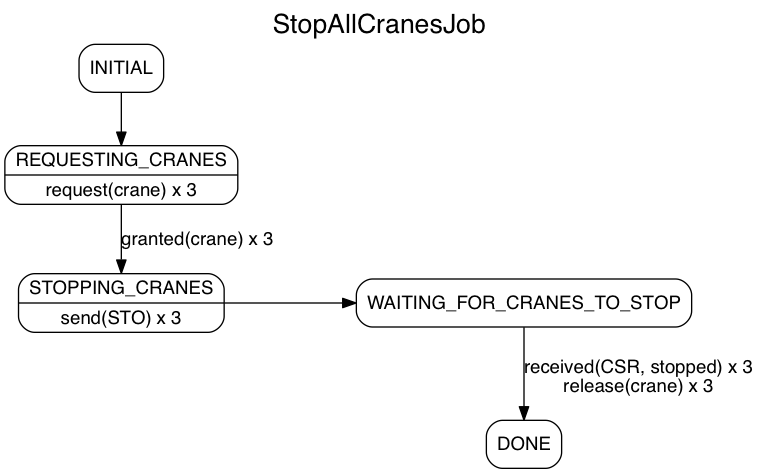 StopAllCranesJob
INITIAL
REQUESTING_CRANES
request(crane) x 3
granted(crane) x 3
STOPPING_CRANES
send(STO) x 3
WAITING_FOR_CRANES_TO_STOP
received(CSR, stopped) x 3
release(crane) x 3
DONE